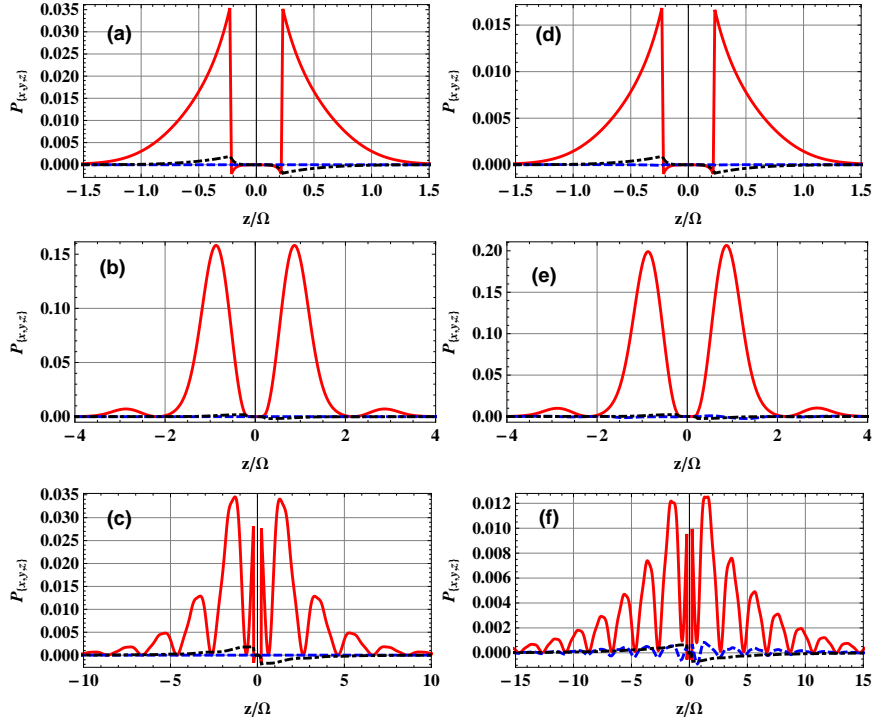 (a)
P{x,y,z}
0.035
0.030
0.025
0.020
0.015
0.010
0.005
0.000
−1.5 −1.0 −0.5 0.0 0.5 1.0 1.5
z/Ω
(d)
P{x,y,z}
0.015
0.010
0.005
0.000
−1.5 −1.0 −0.5 0.0 0.5 1.0 1.5
z/Ω
(b)
P{x,y,z}
0.15
0.10
0.05
0.00
−4 −2 0 2 4
z/Ω
(e)
P{x,y,z}
0.20
0.15
0.10
0.05
0.00
−4 −2 0 2 4
z/Ω
(c)
P{x,y,z}
0.035
0.030
0.025
0.020
0.015
0.010
0.005
0.000
−10 −5 0 5 10
z/Ω
(f)
P{x,y,z}
0.012
0.010
0.008
0.006
0.004
0.002
0.000
−15 −10 −5 0 5 10 15
z/Ω